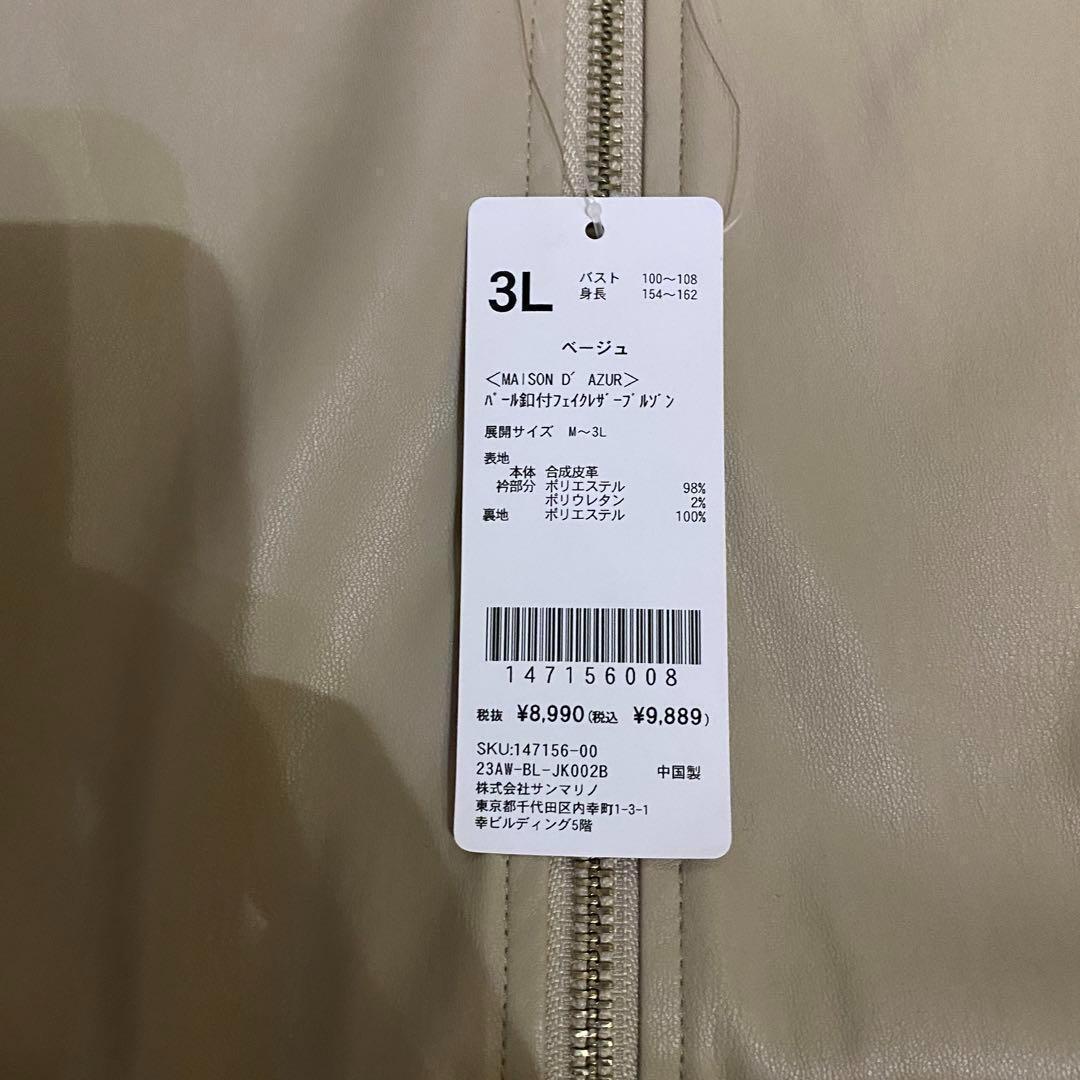 3L
バスト 100～108
身長 154～162
ベージュ
＜MAISON D´ AZUR＞
ﾊﾟｰﾙ釦付ﾌｪｲｸﾚｻﾞｰﾌﾞﾙｿﾞﾝ
展開サイズ M～3L
表地
本体 合成皮革
衿部分 ポリエステル 98%
ポリウレタン 2%
裏地 ポリエステル 100%
147156008
税抜 ¥8,990(税込 ¥9,889)
SKU:147156-00
23AW-BL-JK002B 中国製
株式会社サンマリノ
東京都千代田区内幸町1-3-1
幸ビルディング5階